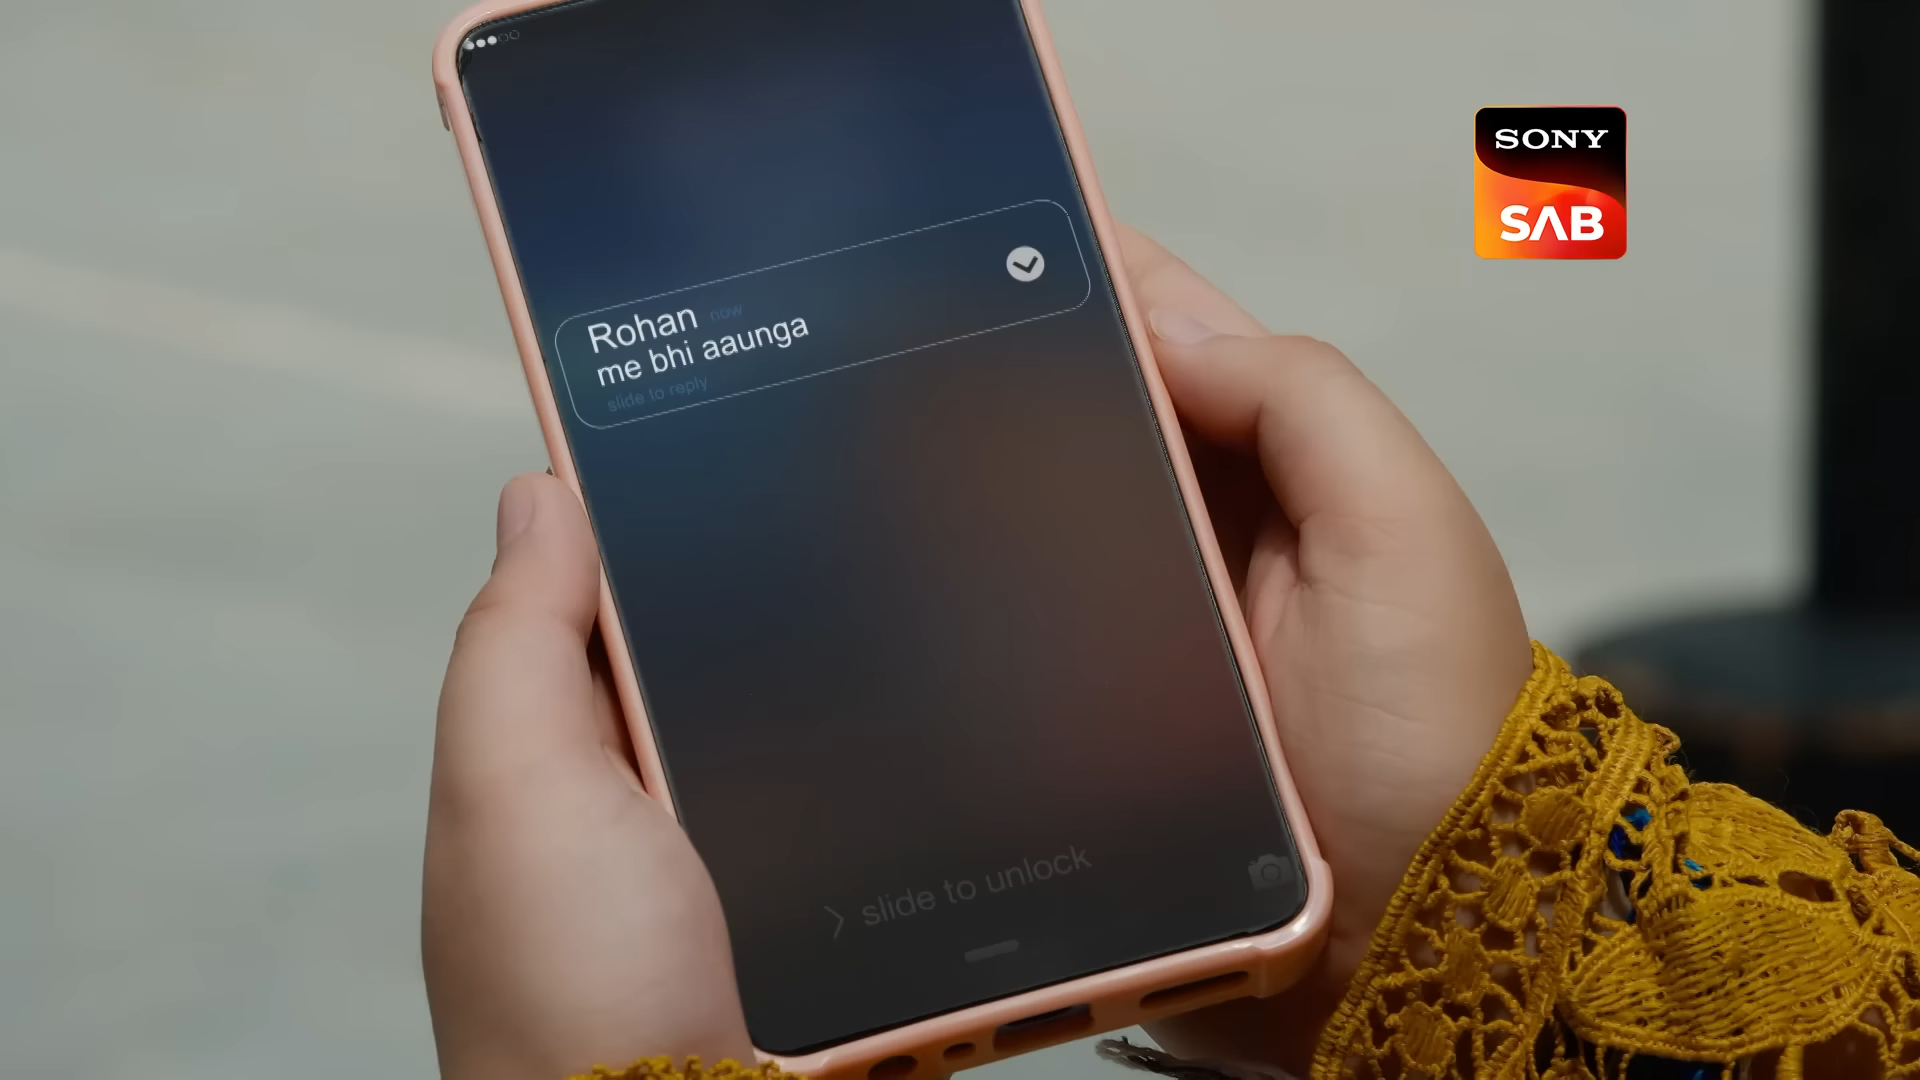 SONY
SAB
Rohan now
me bhi aaunga
slide to reply
slide to unlock